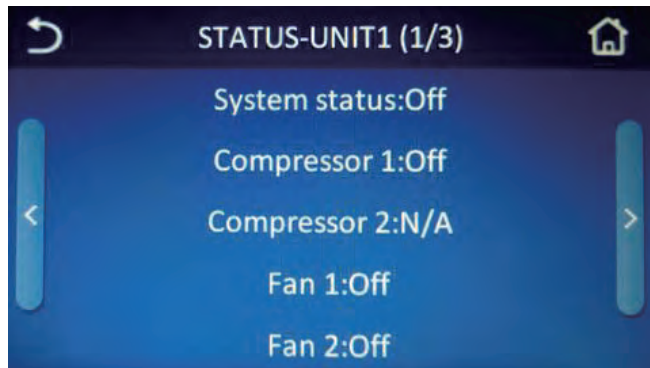 STATUS-UNIT1 (1/3)
System status:Off
Compressor 1:Off
Compressor 2:N/A
Fan 1:Off
Fan 2:Off